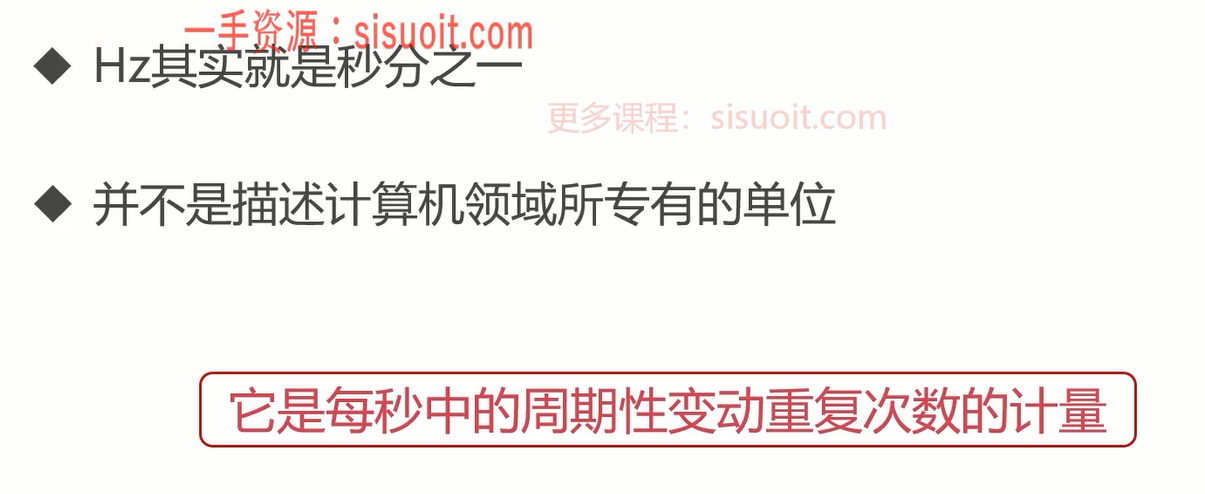 一手资源：sisuoit.com
◆ Hz其实就是秒分之一
更多课程：sisuoit.com
◆ 并不是描述计算机领域所专有的单位
它是每秒中的周期性变动重复次数的计量